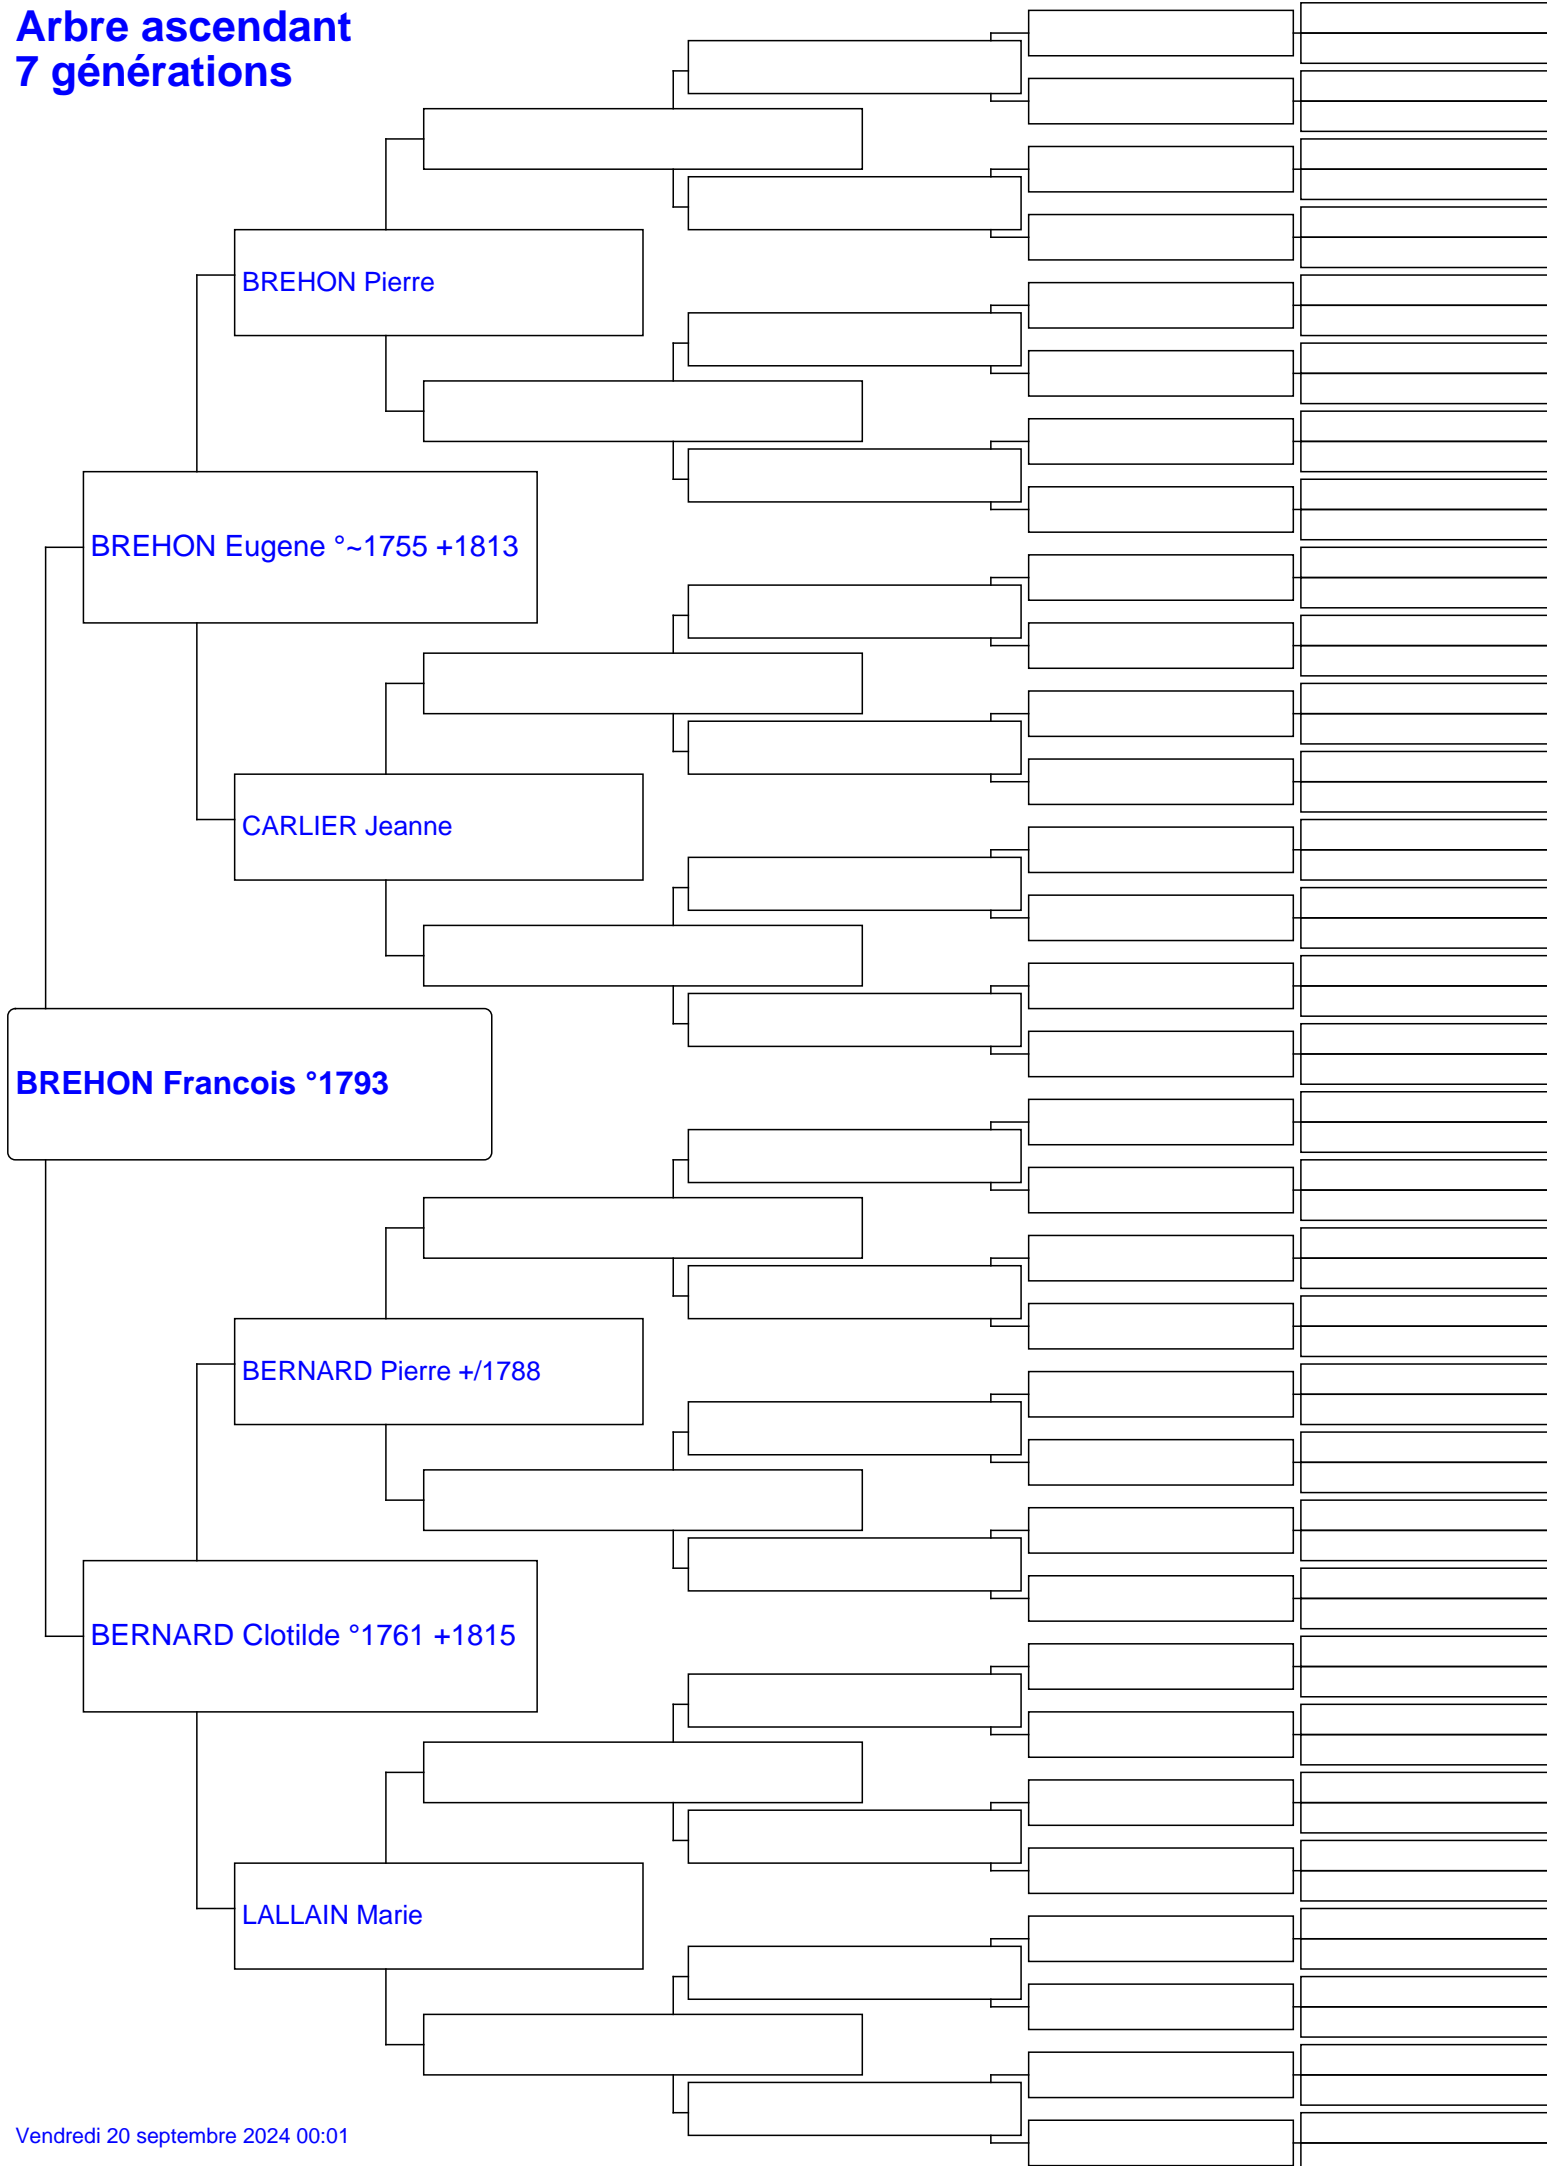 Arbre ascendant
7 générations
BREHON Pierre
BREHON Eugene °~1755 +1813
CARLIER Jeanne
BREHON Francois °1793
BERNARD Pierre +/1788
BERNARD Clotilde °1761 +1815
LALLAIN Marie
Vendredi 20 septembre 2024 00:01